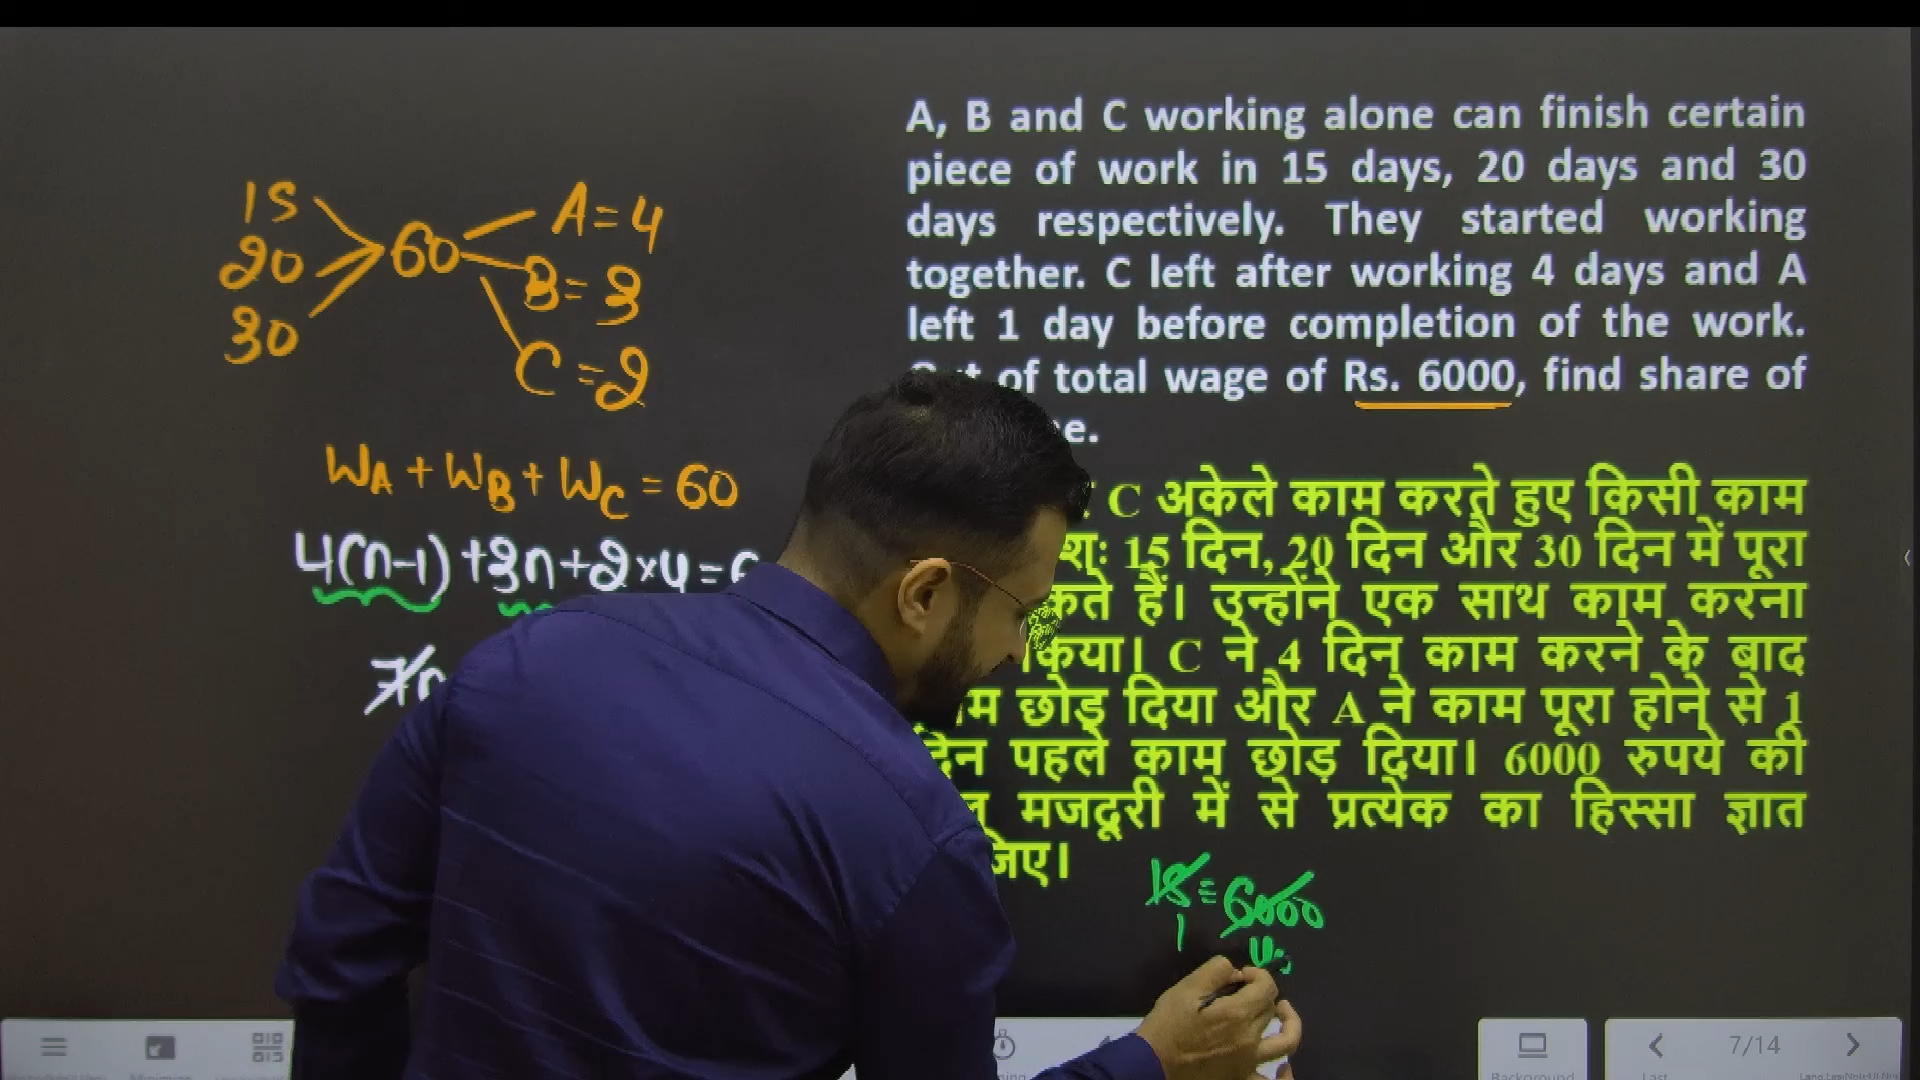 A, B and C working alone can finish certain
piece of work in 15 days, 20 days and 30
days respectively. They started working
together. C left after working 4 days and A
left 1 day before completion of the work.
of total wage of Rs. 6000, find share of
C अकेले काम करते हुए किसी काम
15 दिन, 20 दिन और 30 दिन में पूरा
हैं। उन्होंने एक साथ काम करना
किया। C ने 4 दिन काम करने के बाद
छोड़ दिया और A ने काम पूरा होने से 1
पहले काम छोड़ दिया। 6000 रुपये की
मजदूरी में से प्रत्येक का हिस्सा ज्ञात
15
20
30
60
A = 4
B = 3
C = 2
WA + WB + WC = 60
4(n-1) + 3n + 2 × 4 =
7n
6000
1
7/14
Background
Last